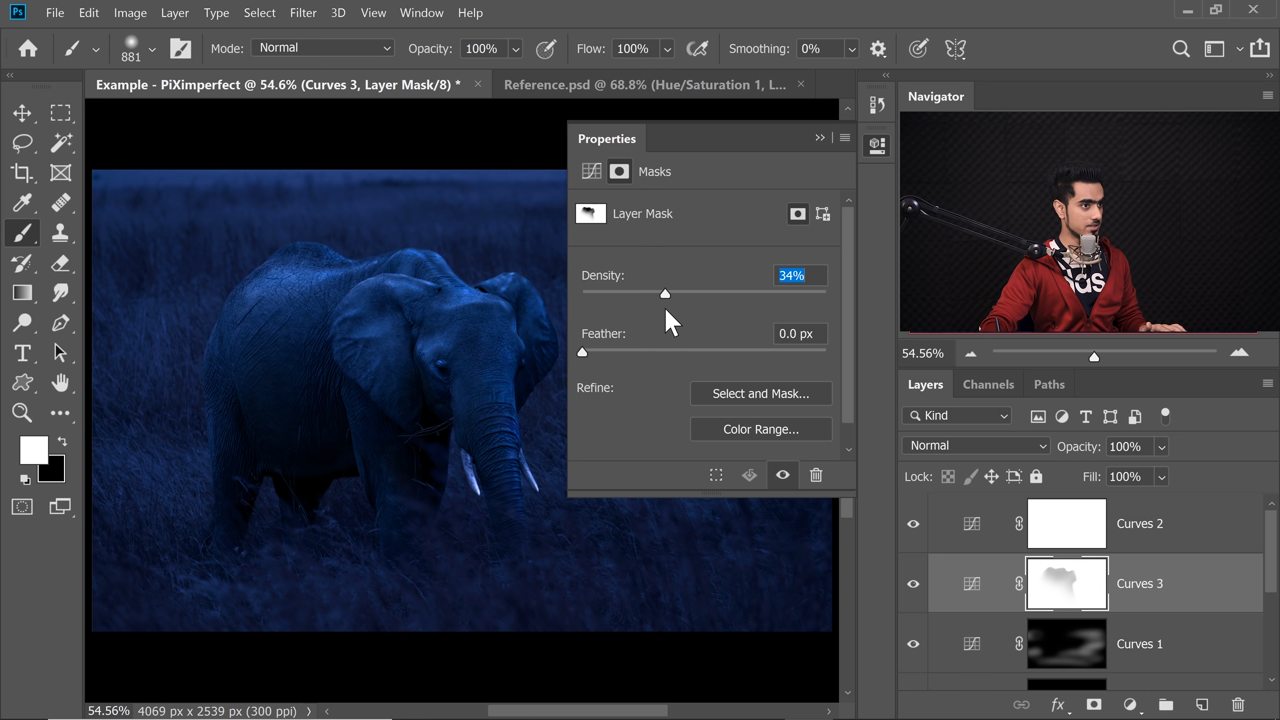 Ps File Edit Image Layer Type Select Filter 3D View Window Help
881 Mode: Normal Opacity: 100% Flow: 100% Smoothing: 0%
Example - PiXimperfect @ 54.6% (Curves 3, Layer Mask/8) * × Reference.psd @ 68.8% (Hue/Saturation 1, L... ×
Properties
Masks
Layer Mask
Density: 34%
Feather: 0.0 px
Refine: Select and Mask...
Color Range...
Navigator
das
54.56%
Layers Channels Paths
Kind
Normal Opacity: 100%
Lock: Fill: 100%
Curves 2
Curves 3
Curves 1
fx
54.56% 4069 px x 2539 px (300 ppi)